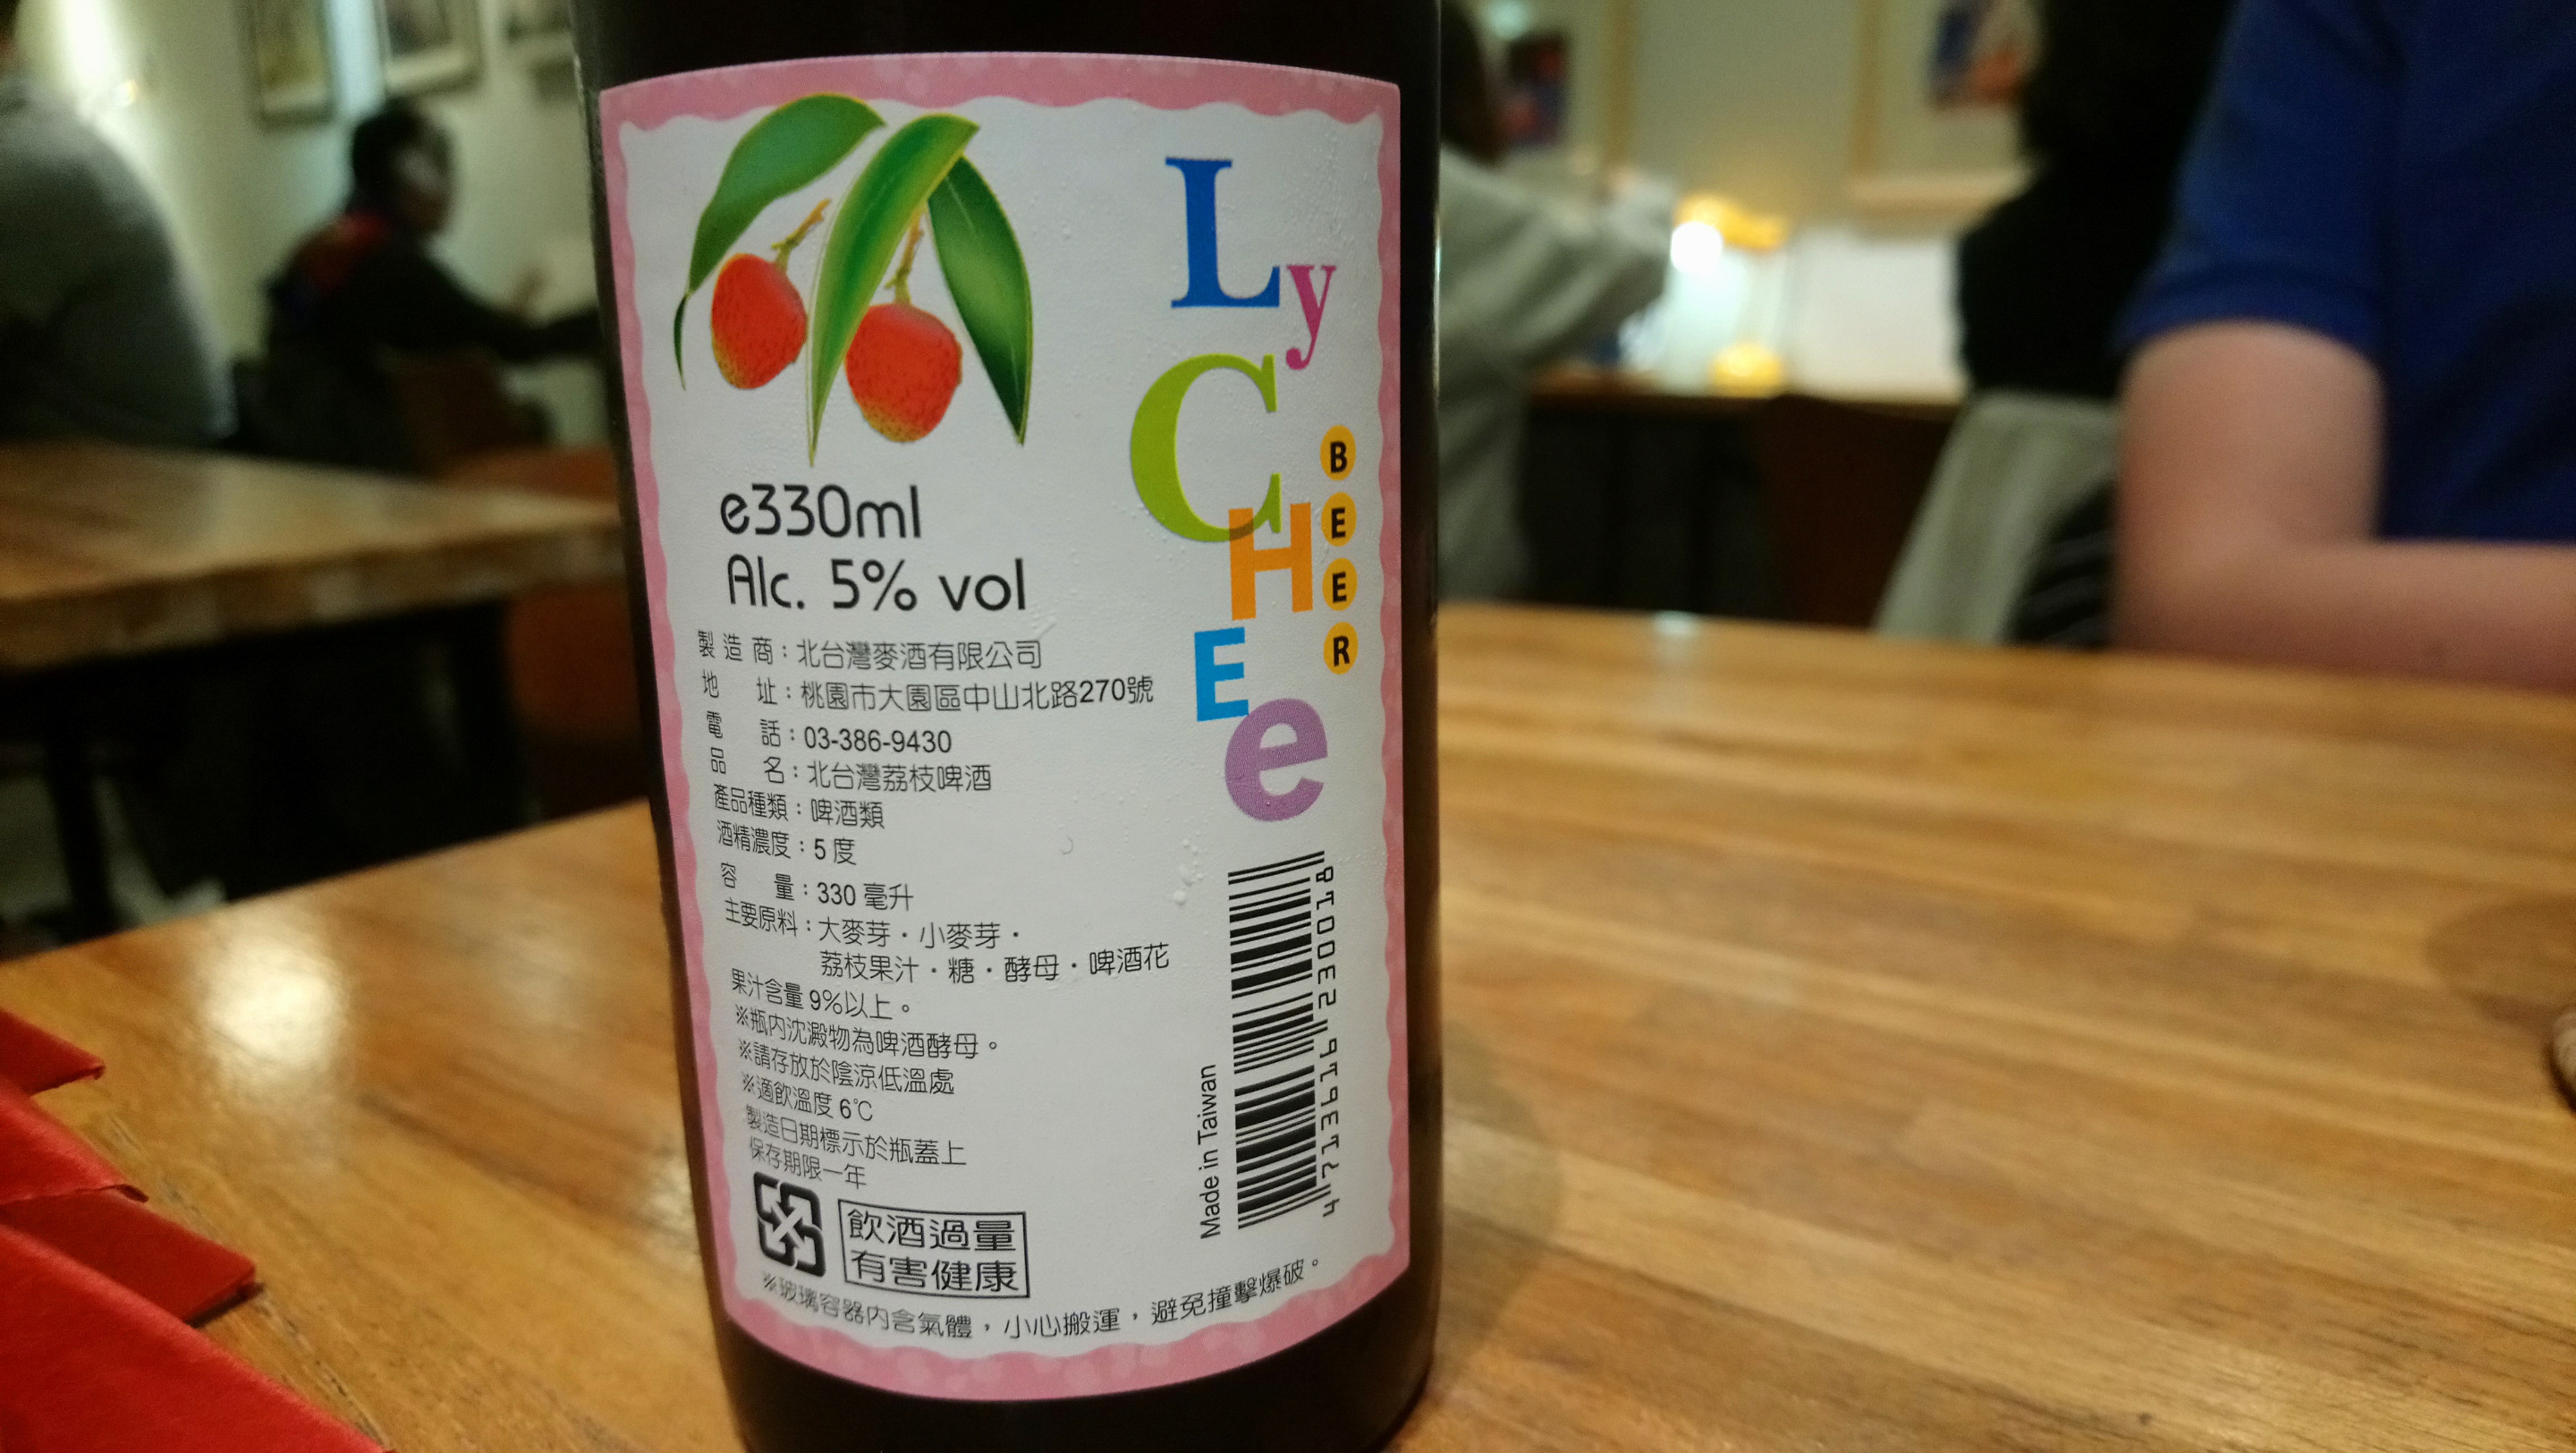 LyCHEe
BEER
e330ml
Alc. 5% vol
製造商：北台灣麥酒有限公司
地址：桃園市大園區中山北路270號
電話：03-386-9430
品名：北台灣荔枝啤酒
產品種類：啤酒類
酒精濃度：5度
容量：330毫升
主要原料：大麥芽・小麥芽・
荔枝果汁・糖・酵母・啤酒花
果汁含量9%以上。
※瓶內沈澱物為啤酒酵母。
※請存放於陰涼低溫處
※適飲溫度6℃
製造日期標示於瓶蓋上
保存期限一年
飲酒過量
有害健康
※玻璃容器內含氣體，小心搬運，避免撞擊爆破。
Made in Taiwan
4713616230018